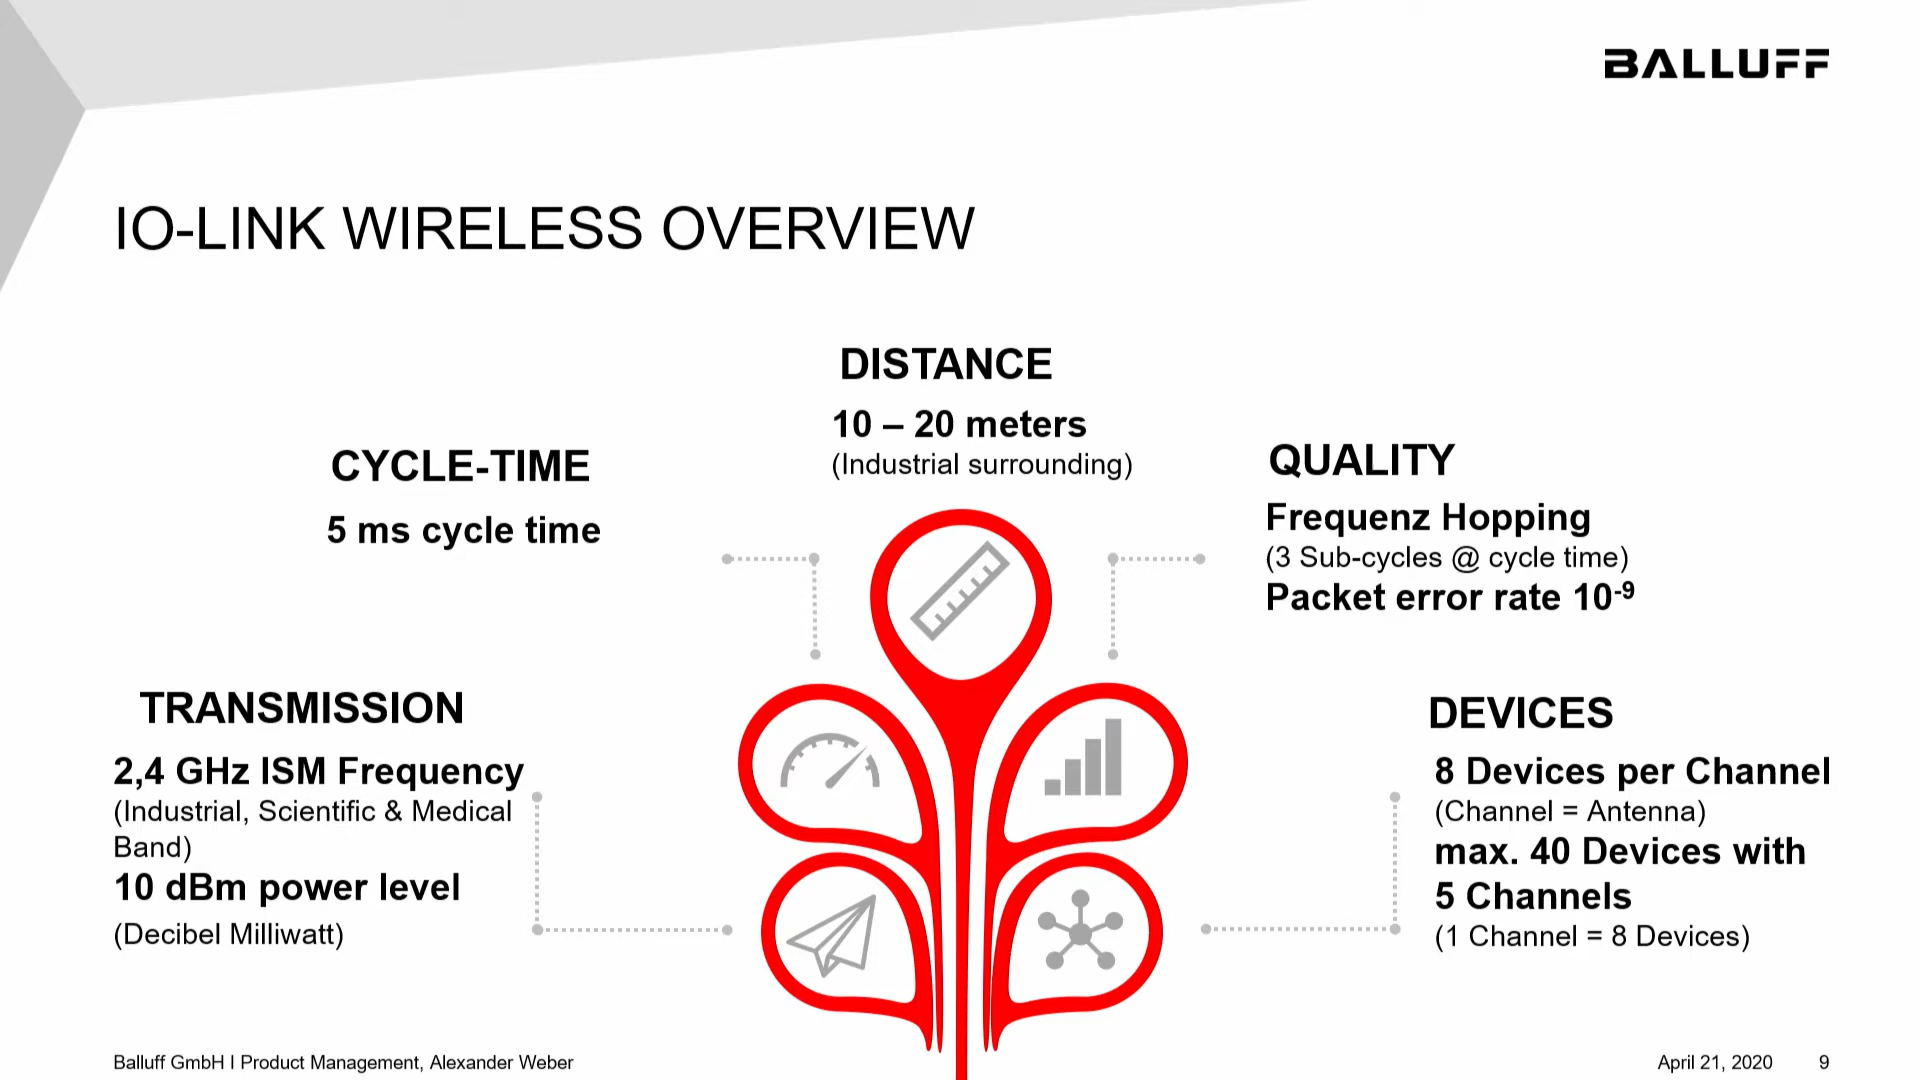 BALLUFF
IO-LINK WIRELESS OVERVIEW
DISTANCE
10 – 20 meters
(Industrial surrounding)
CYCLE-TIME
5 ms cycle time
QUALITY
Frequenz Hopping
(3 Sub-cycles @ cycle time)
Packet error rate 10⁻⁹
TRANSMISSION
2,4 GHz ISM Frequency
(Industrial, Scientific & Medical
Band)
10 dBm power level
(Decibel Milliwatt)
DEVICES
8 Devices per Channel
(Channel = Antenna)
max. 40 Devices with
5 Channels
(1 Channel = 8 Devices)
Balluff GmbH I Product Management, Alexander Weber
April 21, 2020 9